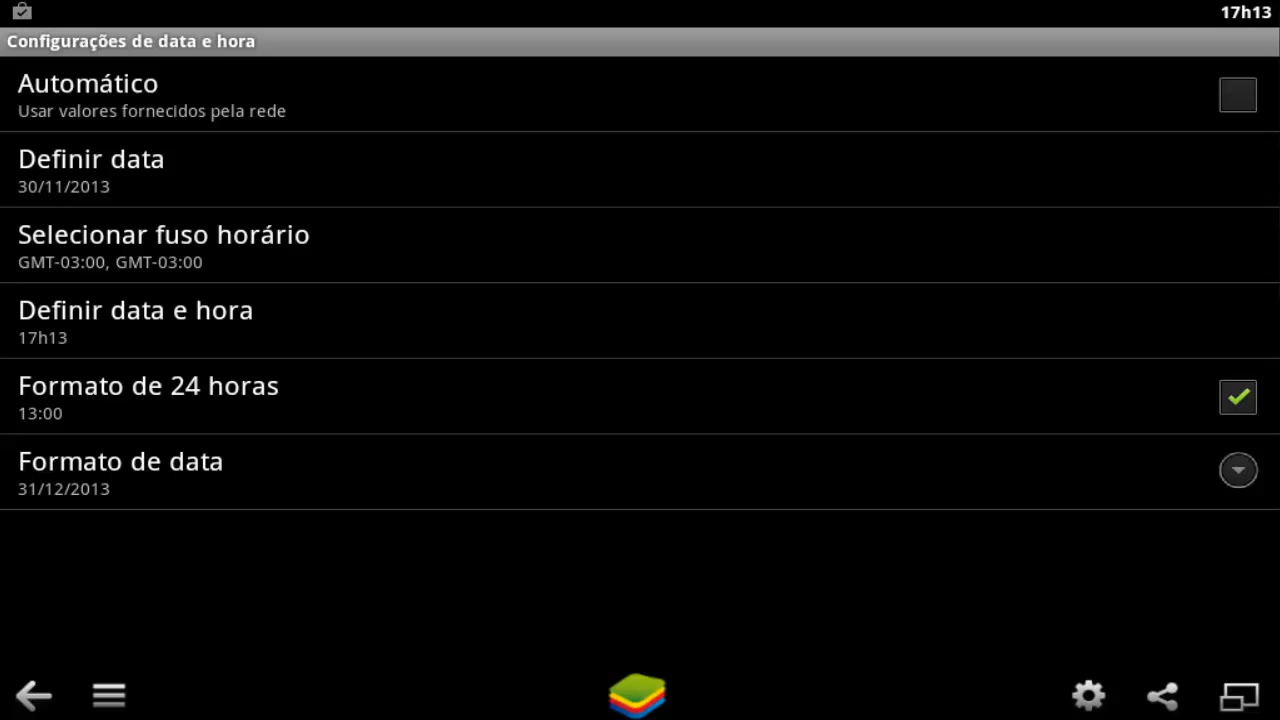 17h13
Configurações de data e hora
Automático
Usar valores fornecidos pela rede
Definir data
30/11/2013
Selecionar fuso horário
GMT-03:00, GMT-03:00
Definir data e hora
17h13
Formato de 24 horas
13:00
Formato de data
31/12/2013